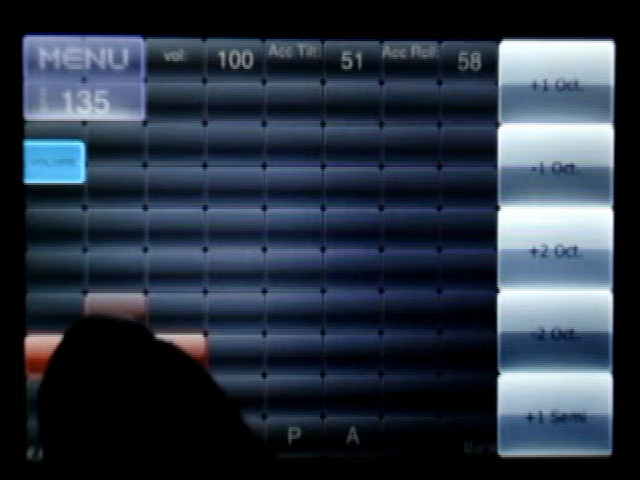 MENU vol: 100 Acc Tilt: 51 Acc Roll: 58
135
+1 Oct.
VOLUME
-1 Oct.
+2 Oct.
-2 Oct.
+1 Semi
P A